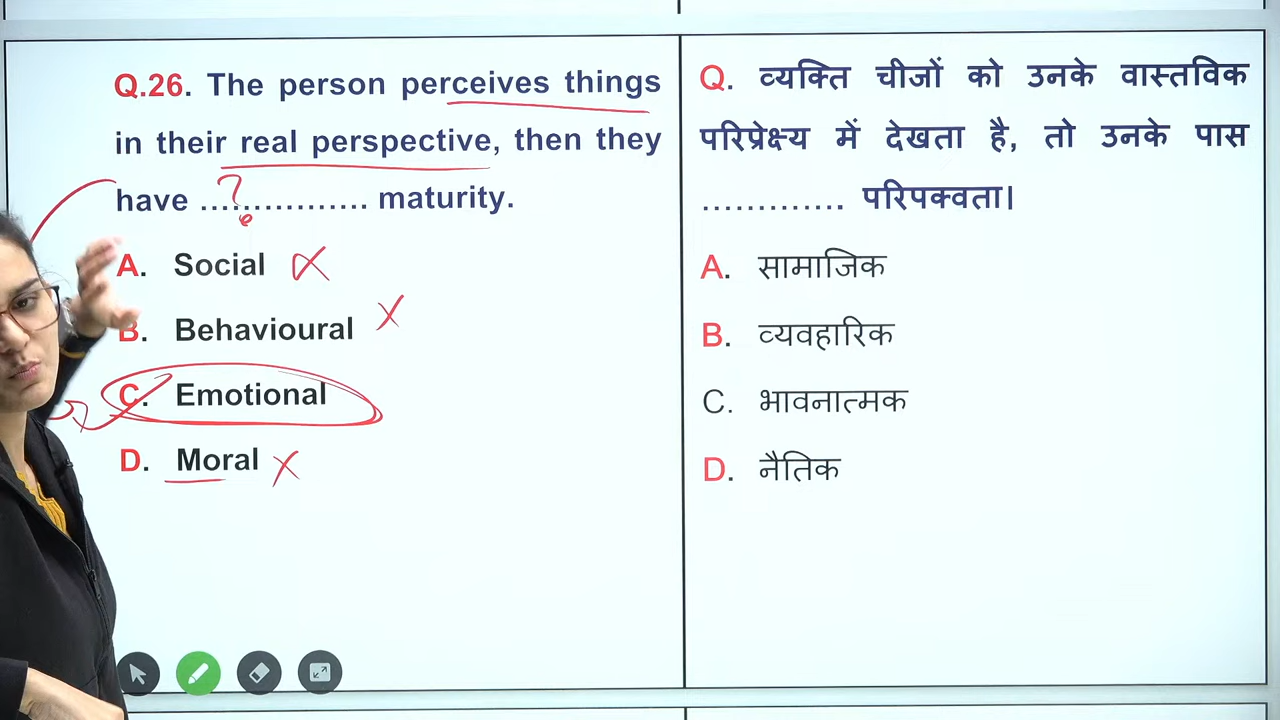 Q.26. The person perceives things
in their real perspective, then they
have ................ maturity.
?
A. Social
B. Behavioural
C. Emotional
D. Moral
Q. व्यक्ति चीजों को उनके वास्तविक
परिप्रेक्ष्य में देखता है, तो उनके पास
............. परिपक्वता।
A. सामाजिक
B. व्यवहारिक
C. भावनात्मक
D. नैतिक